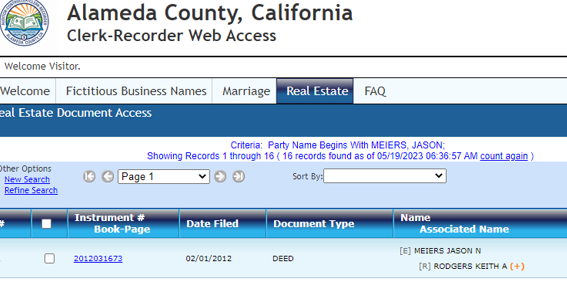 Alameda County, California
Clerk-Recorder Web Access
Welcome Visitor.
Welcome Fictitious Business Names Marriage Real Estate FAQ
eal Estate Document Access
Criteria: Party Name Begins With MEIERS, JASON;
Showing Records 1 through 16 ( 16 records found as of 05/19/2023 06:36:57 AM count again )
Other Options
New Search
Refine Search
Page 1
Sort By:
# Instrument # Date Filed Document Type Name
Book-Page Associated Name
2012031673 02/01/2012 DEED [E] MEIERS JASON N
[R] RODGERS KEITH A (+)